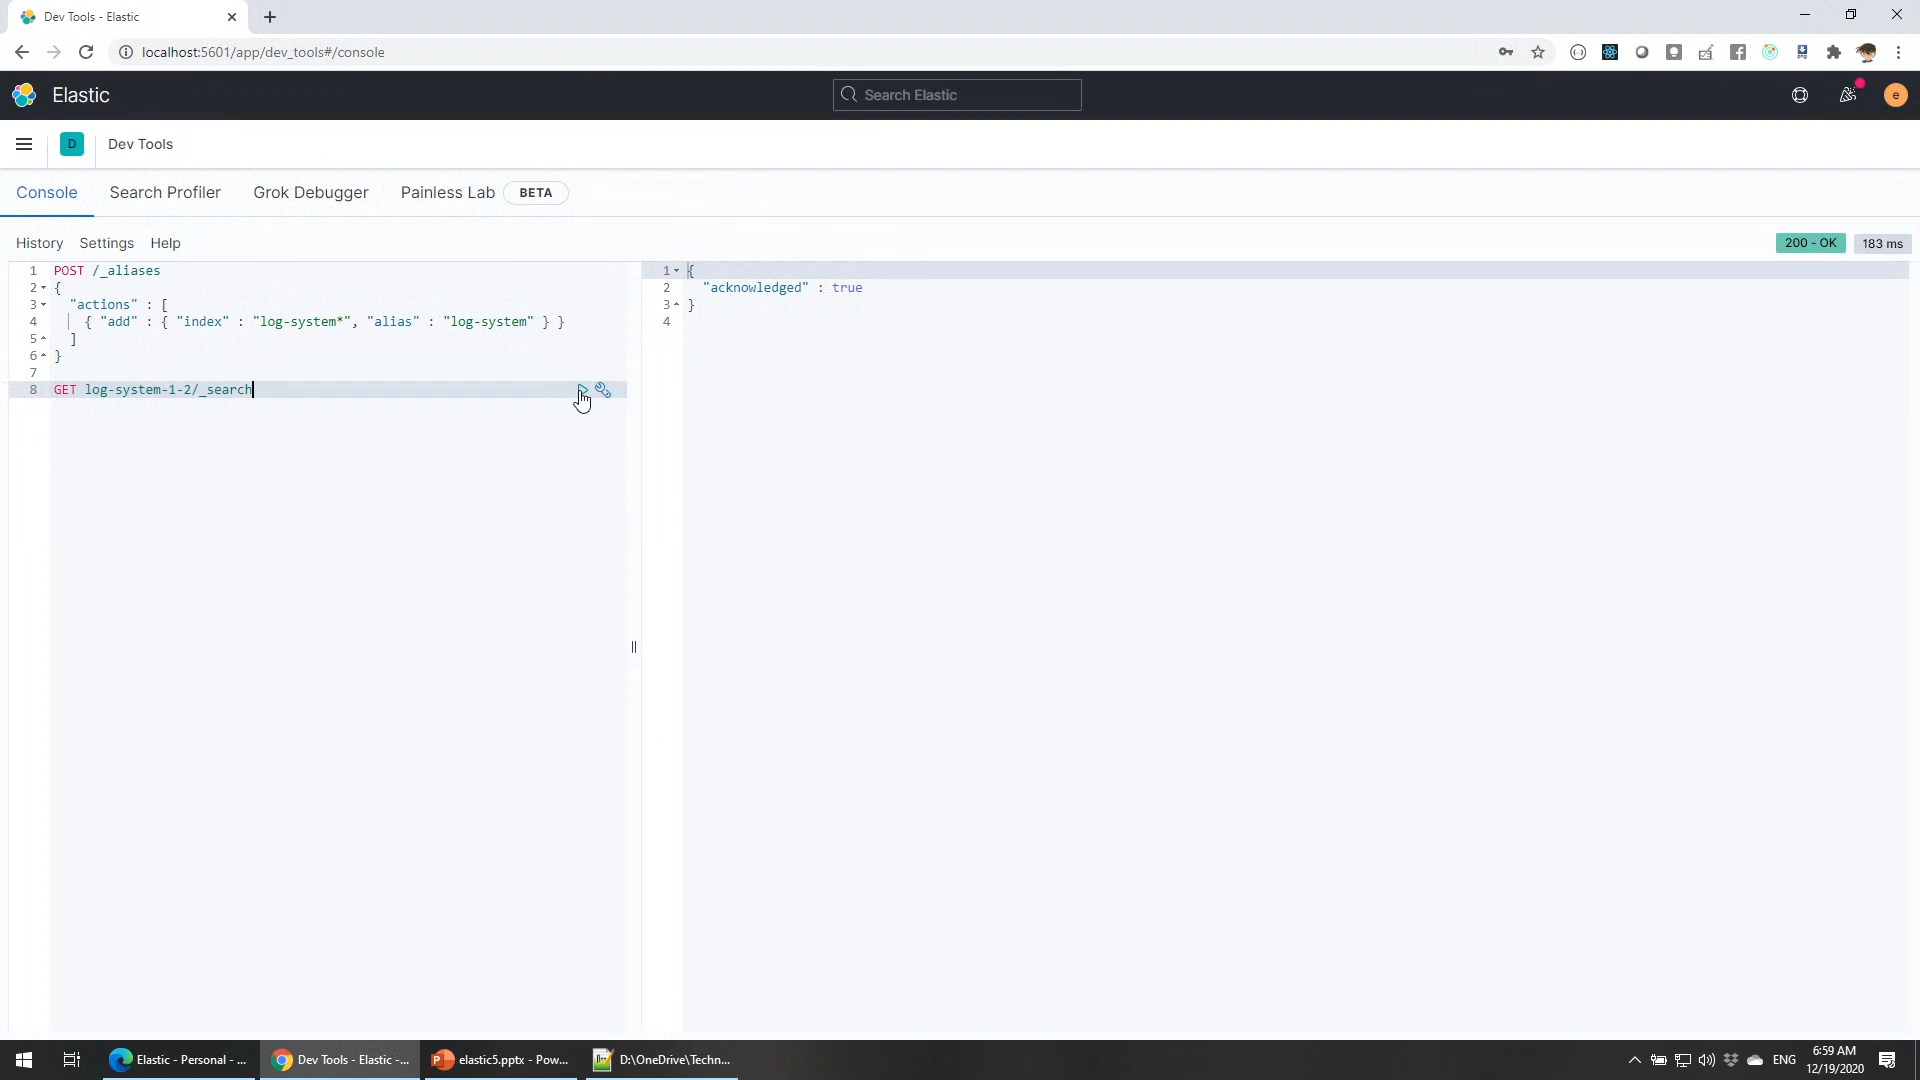 Dev Tools - Elastic
localhost:5601/app/dev_tools#/console
Elastic
Search Elastic
e
D
Dev Tools
Console
Search Profiler
Grok Debugger
Painless Lab
BETA
History
Settings
Help
200 - OK
183 ms
1 POST /_aliases
2 {
3 "actions" : [
4 { "add" : { "index" : "log-system*", "alias" : "log-system" } }
5 ]
6 }
7
8 GET log-system-1-2/_search
1 {
2 "acknowledged" : true
3 }
4
Elastic - Personal - ...
Dev Tools - Elastic -...
elastic5.pptx - Pow...
D:\OneDrive\Techn...
ENG
6:59 AM
12/19/2020